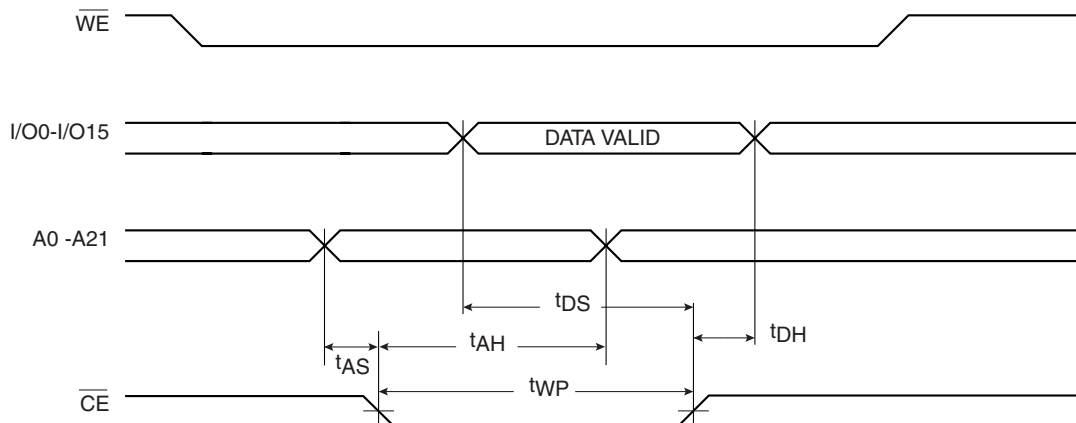 WE
I/O0-I/O15
DATA VALID
A0 -A21
tDS
tDH
tAH
tAS
tWP
CE